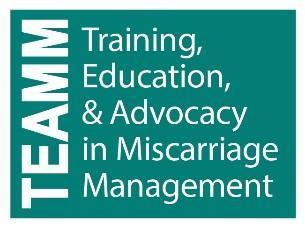 TEAMM
Training,
Education,
& Advocacy
in Miscarriage
Management